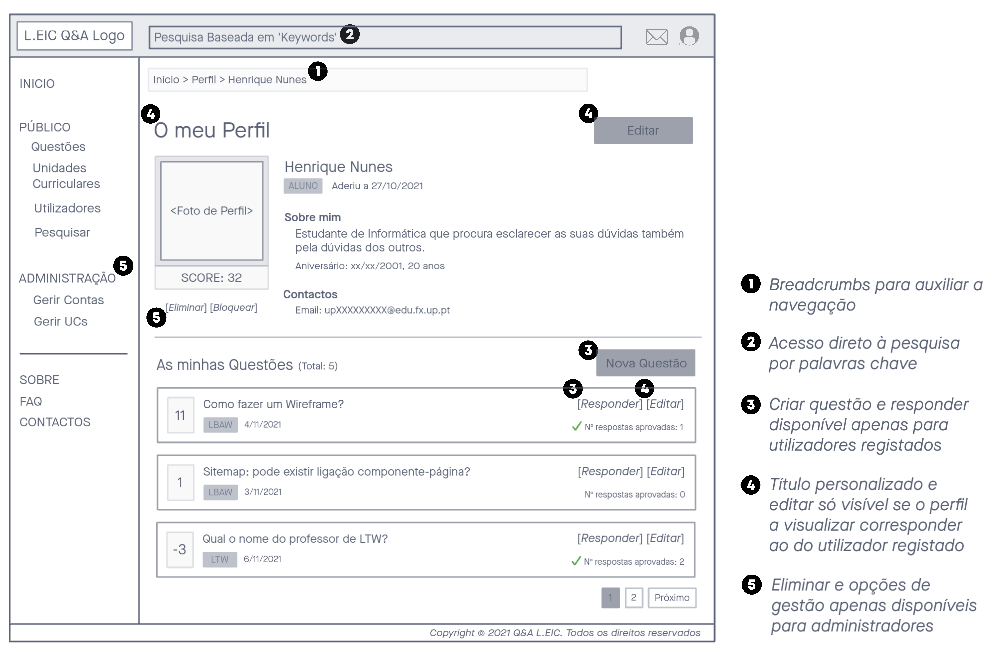 L.EIC Q&A Logo
Pesquisa Baseada em 'Keywords' 2
INICIO
PÚBLICO
Questões
Unidades
Curriculares
Utilizadores
Pesquisar
ADMINISTRAÇÃO 5
Gerir Contas
Gerir UCs
SOBRE
FAQ
CONTACTOS
Inicio > Perfil > Henrique Nunes 1
4
O meu Perfil
4
Editar
<Foto de Perfil>
SCORE: 32
5 [Eliminar] [Bloquear]
Henrique Nunes
ALUNO Aderiu a 27/10/2021
Sobre mim
Estudante de Informática que procura esclarecer as suas dúvidas também
pela dúvidas dos outros.
Aniversário: xx/xx/2001, 20 anos
Contactos
Email: upXXXXXXXXX@edu.fx.up.pt
As minhas Questões (Total: 5)
3
Nova Questão
3 4
11 Como fazer um Wireframe? [Responder] [Editar]
LBAW 4/11/2021 Nº respostas aprovadas: 1
1 Sitemap: pode existir ligação componente-página? [Responder] [Editar]
LBAW 3/11/2021 Nº respostas aprovadas: 0
-3 Qual o nome do professor de LTW? [Responder] [Editar]
LTW 6/11/2021 Nº respostas aprovadas: 2
1 2 Próximo
Copyright © 2021 Q&A L.EIC. Todos os direitos reservados
1 Breadcrumbs para auxiliar a
navegação
2 Acesso direto à pesquisa
por palavras chave
3 Criar questão e responder
disponível apenas para
utilizadores registados
4 Título personalizado e
editar só visível se o perfil
a visualizar corresponder
ao do utilizador registado
5 Eliminar e opções de
gestão apenas disponíveis
para administradores